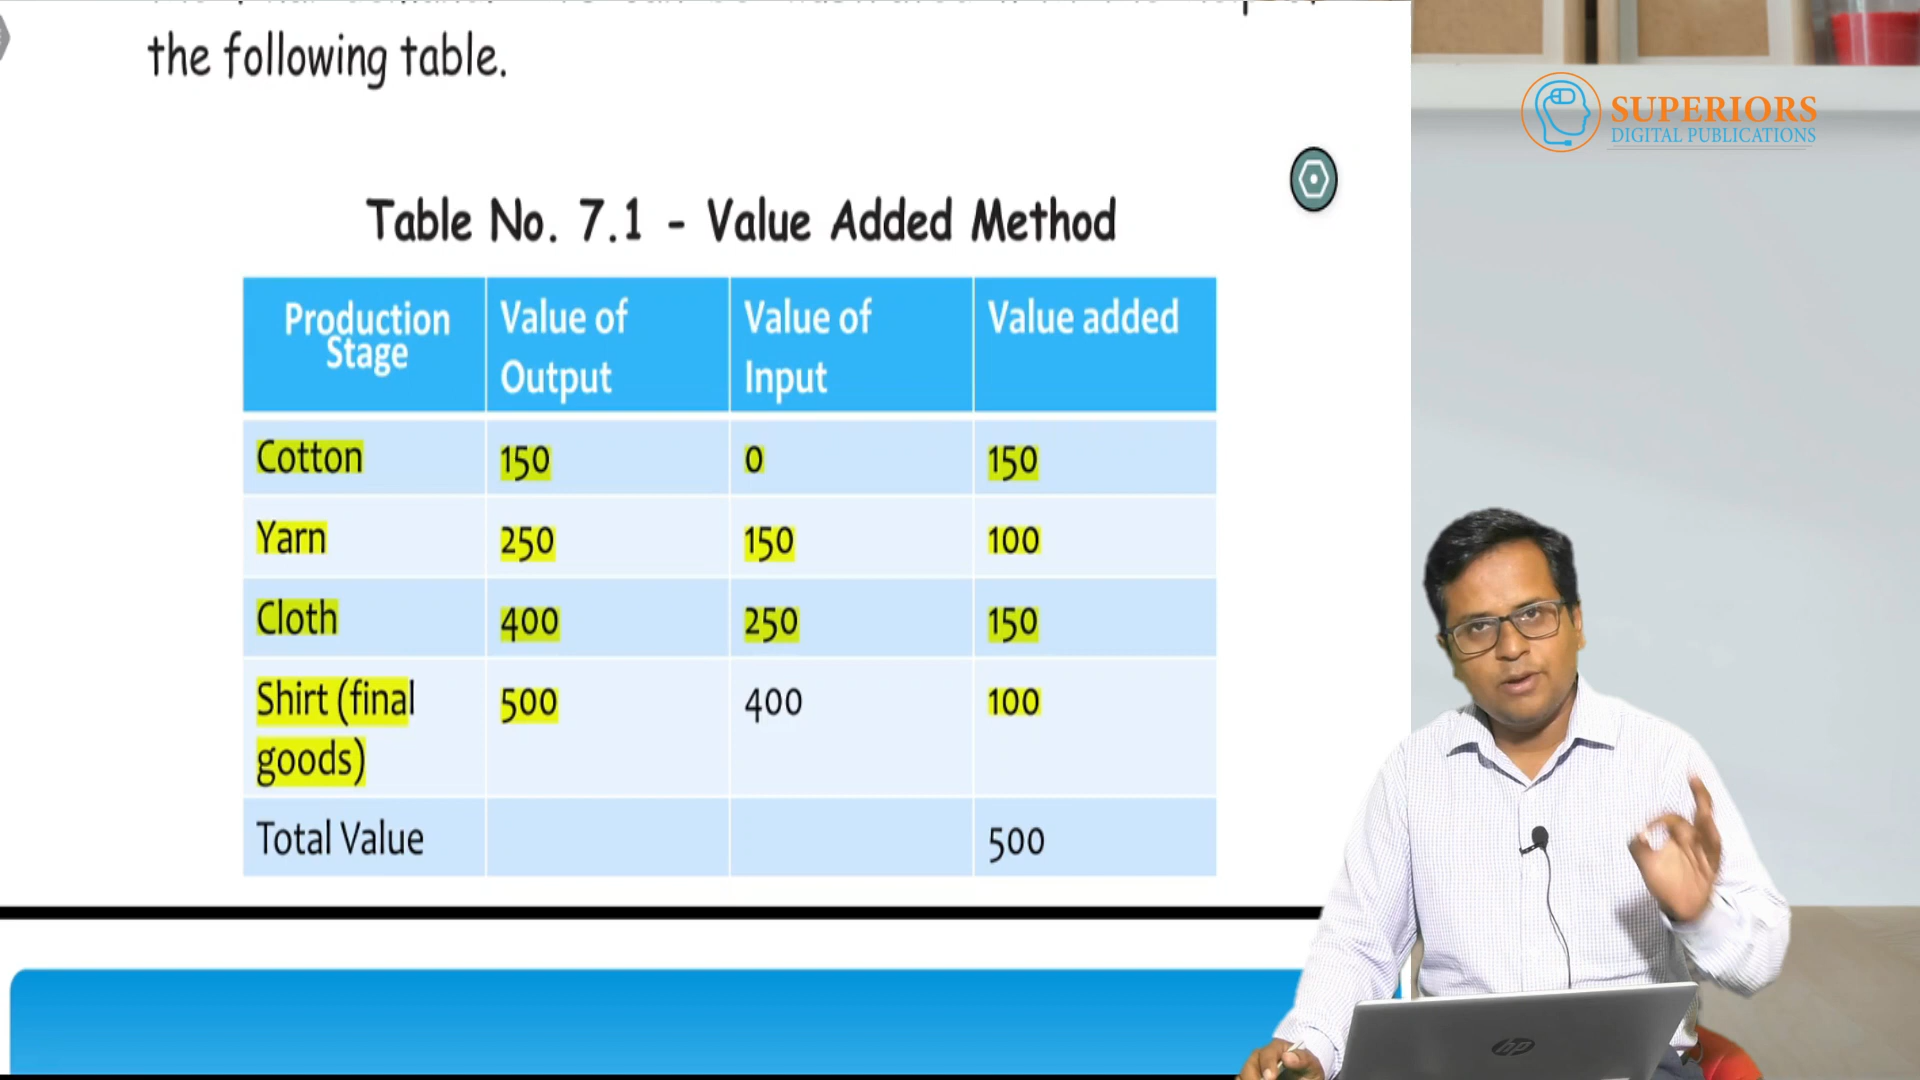 the following table.
SUPERIORS
DIGITAL PUBLICATIONS
Table No. 7.1 - Value Added Method
Production Stage
Value of Output
Value of Input
Value added
Cotton 150 0 150
Yarn 250 150 100
Cloth 400 250 150
Shirt (final goods) 500 400 100
Total Value 500
hp